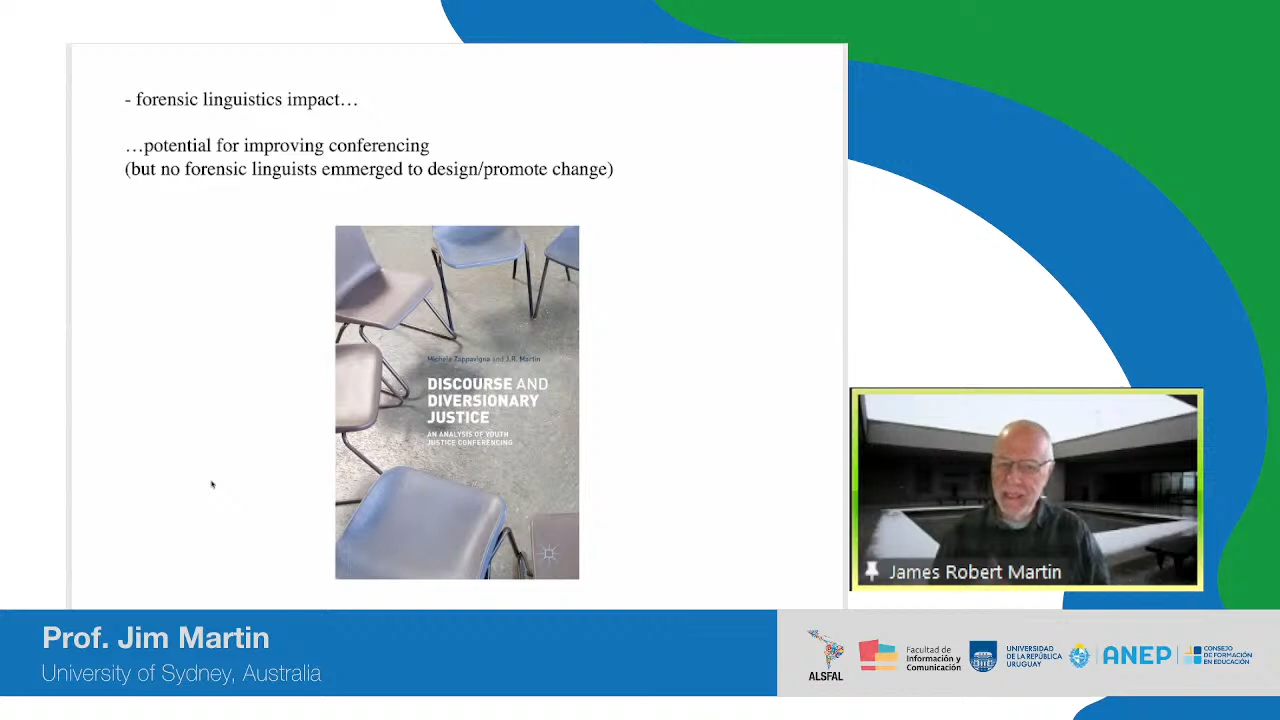 - forensic linguistics impact…
…potential for improving conferencing
(but no forensic linguists emmerged to design/promote change)
Michele Zappavigna and J.R. Martin
DISCOURSE AND
DIVERSIONARY
JUSTICE
AN ANALYSIS OF YOUTH
JUSTICE CONFERENCING
James Robert Martin
Prof. Jim Martin
University of Sydney, Australia
ALSFAL
Facultad de
Información y
Comunicación
UNIVERSIDAD
DE LA REPÚBLICA
URUGUAY
ANEP
CONSEJO
DE FORMACIÓN
EN EDUCACIÓN